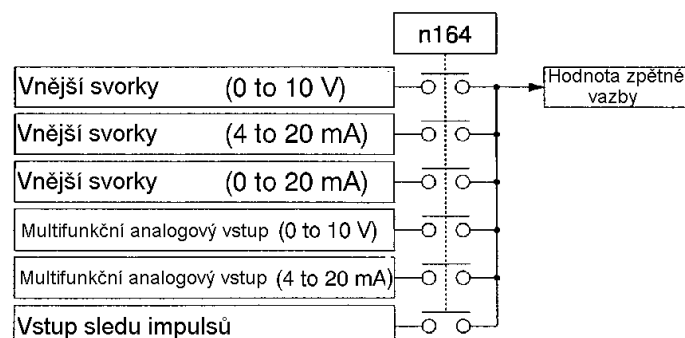 n164
Vnější svorky (0 to 10 V)
Hodnota zpětné
vazby
Vnější svorky (4 to 20 mA)
Vnější svorky (0 to 20 mA)
Multifunkční analogový vstup (0 to 10 V)
Multifunkční analogový vstup (4 to 20 mA)
Vstup sledu impulsů